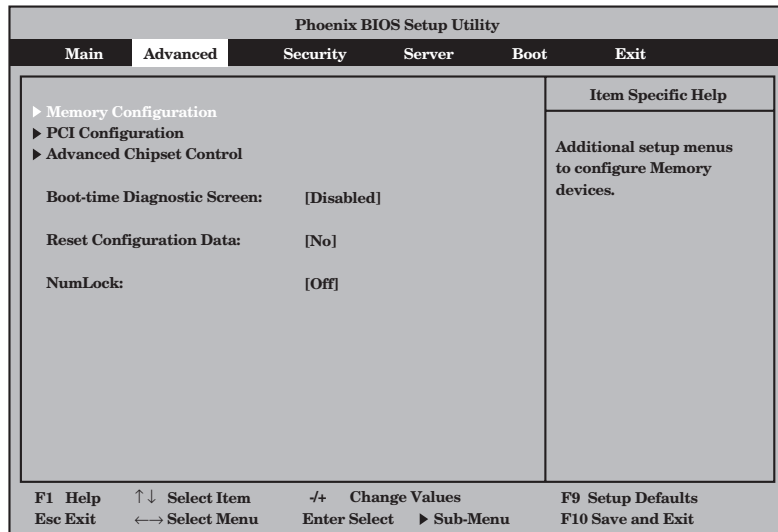 Phoenix BIOS Setup Utility
Main Advanced Security Server Boot Exit
Memory Configuration
PCI Configuration
Advanced Chipset Control
Boot-time Diagnostic Screen: [Disabled]
Reset Configuration Data: [No]
NumLock: [Off]
Item Specific Help
Additional setup menus
to configure Memory
devices.
F1 Help ↑↓ Select Item -/+ Change Values F9 Setup Defaults
Esc Exit ←→ Select Menu Enter Select ▶ Sub-Menu F10 Save and Exit